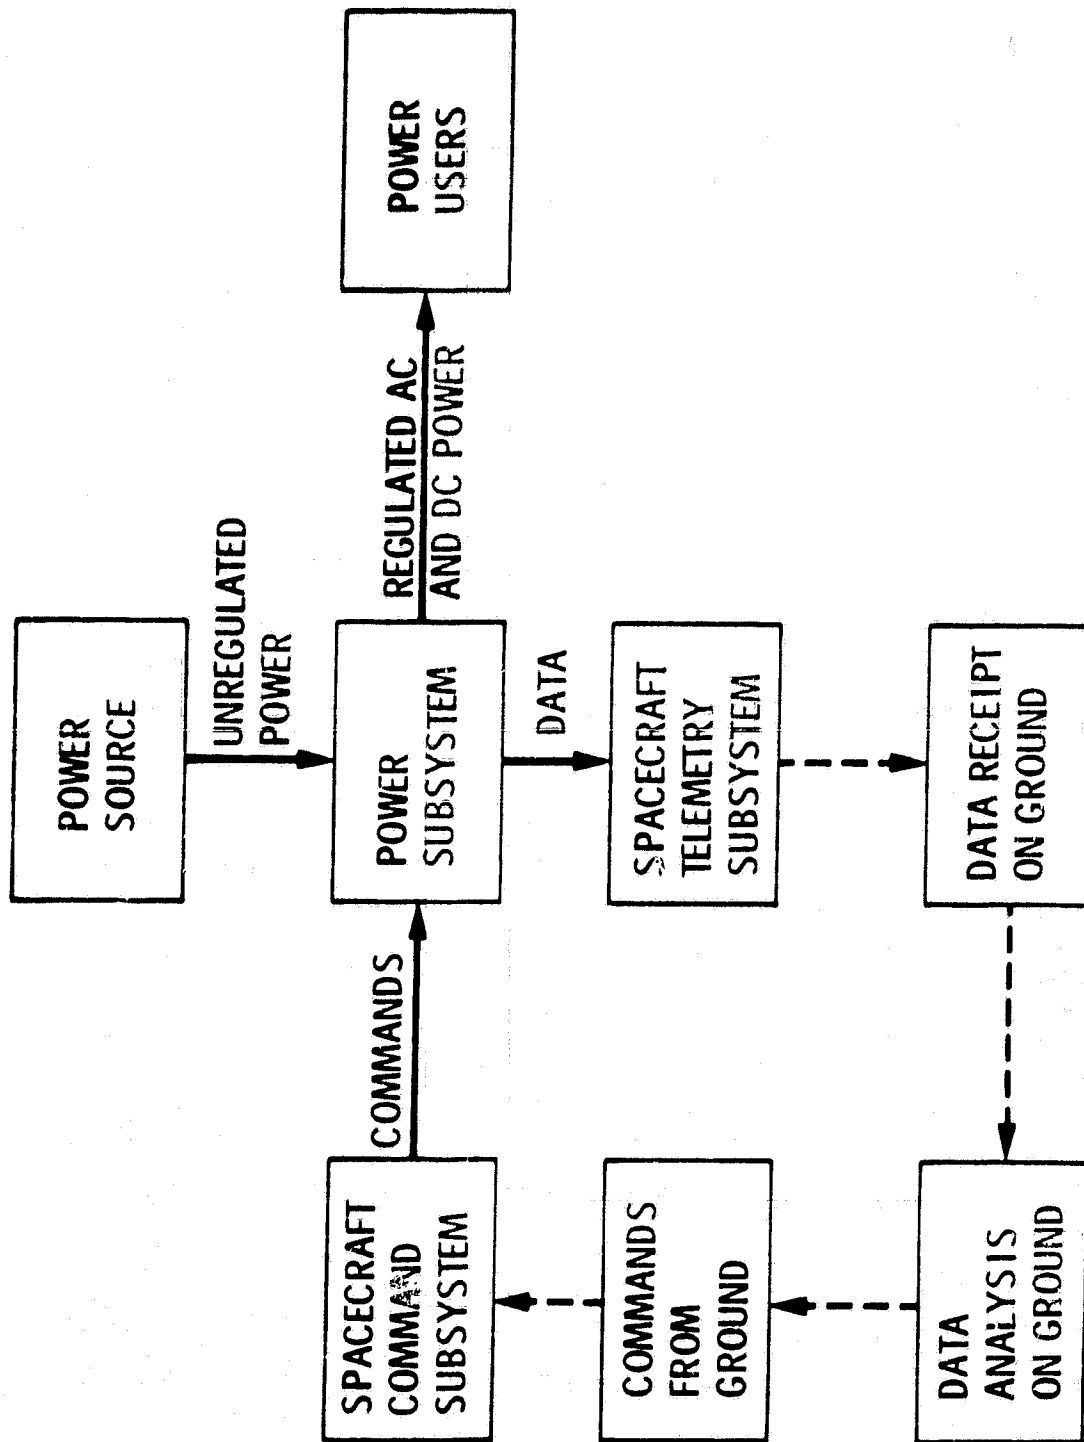 POWER
SOURCE
UNREGULATED
POWER
SPACECRAFT
COMMAND
SUBSYSTEM
COMMANDS
POWER
SUBSYSTEM
REGULATED AC
AND DC POWER
POWER
USERS
DATA
COMMANDS
FROM
GROUND
SPACECRAFT
TELEMETRY
SUBSYSTEM
DATA
ANALYSIS
ON GROUND
DATA RECEIPT
ON GROUND